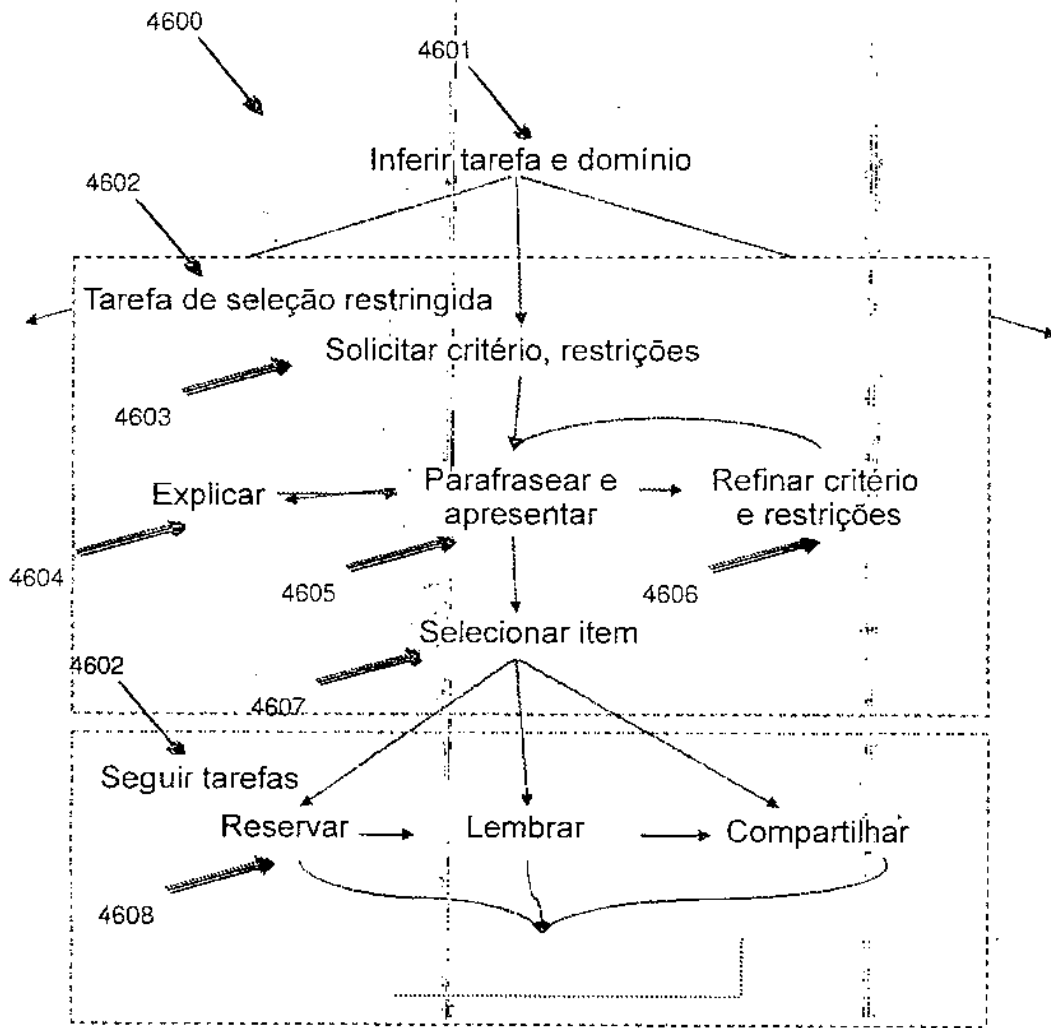 4600
4601
Inferir tarefa e domínio
4602
Tarefa de seleção restringida
Solicitar critério, restrições
4603
Explicar
Parafrasear e
apresentar
Refinar critério
e restrições
4604
4605
4606
Selecionar item
4602
4607
Seguir tarefas
Reservar
Lembrar
Compartilhar
4608